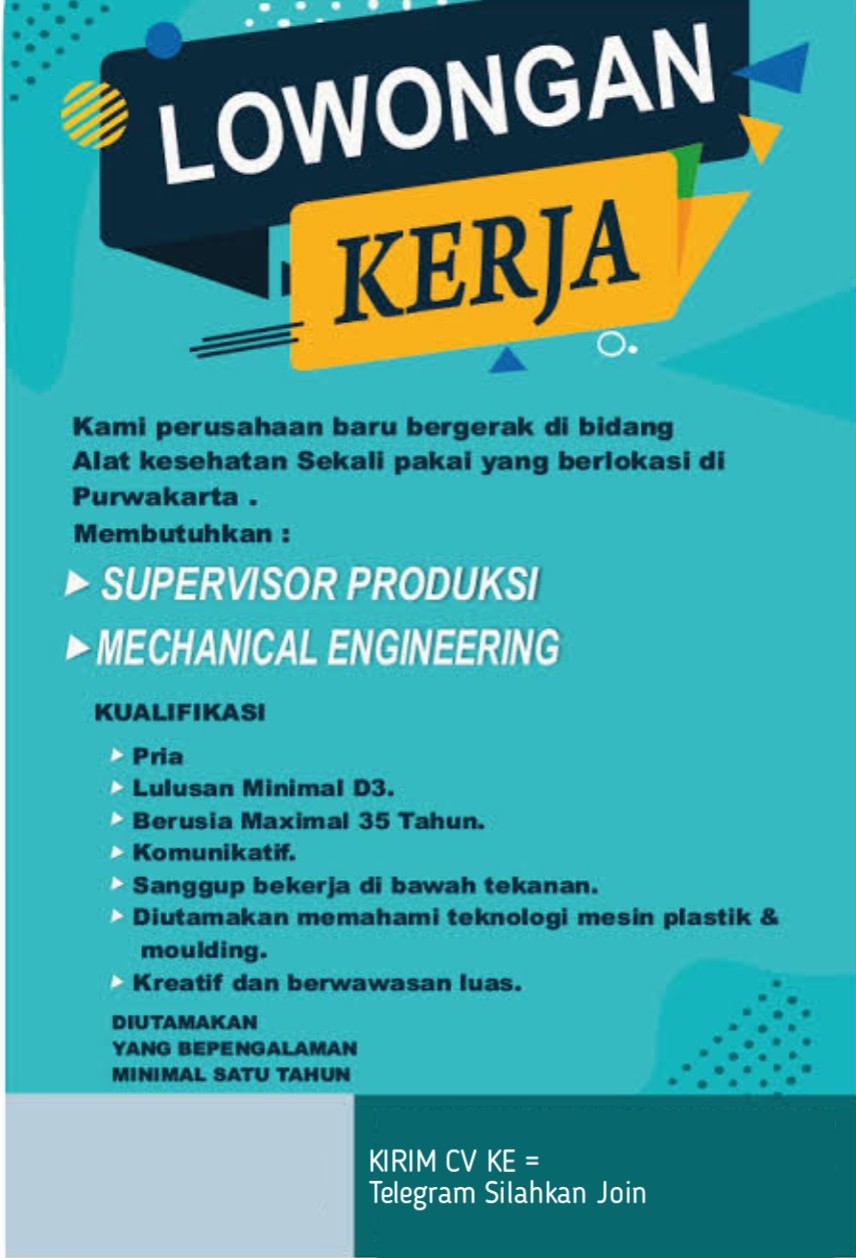 LOWONGAN
KERJA
Kami perusahaan baru bergerak di bidang
Alat kesehatan Sekali pakai yang berlokasi di
Purwakarta .
Membutuhkan :
SUPERVISOR PRODUKSI
MECHANICAL ENGINEERING
KUALIFIKASI
Pria
Lulusan Minimal D3.
Berusia Maximal 35 Tahun.
Komunikatif.
Sanggup bekerja di bawah tekanan.
Diutamakan memahami teknologi mesin plastik &
moulding.
Kreatif dan berwawasan luas.
DIUTAMAKAN
YANG BEPENGALAMAN
MINIMAL SATU TAHUN
KIRIM CV KE =
Telegram Silahkan Join